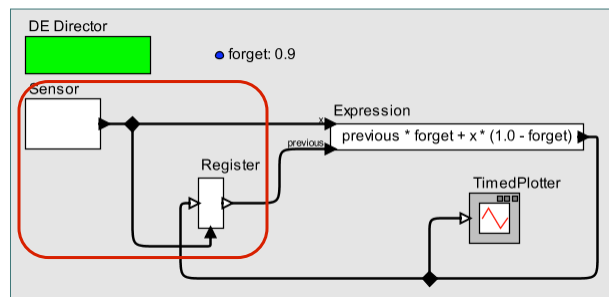 DE Director
forget: 0.9
Sensor
Expression
x
previous * forget + x * (1.0 - forget)
previous
Register
TimedPlotter